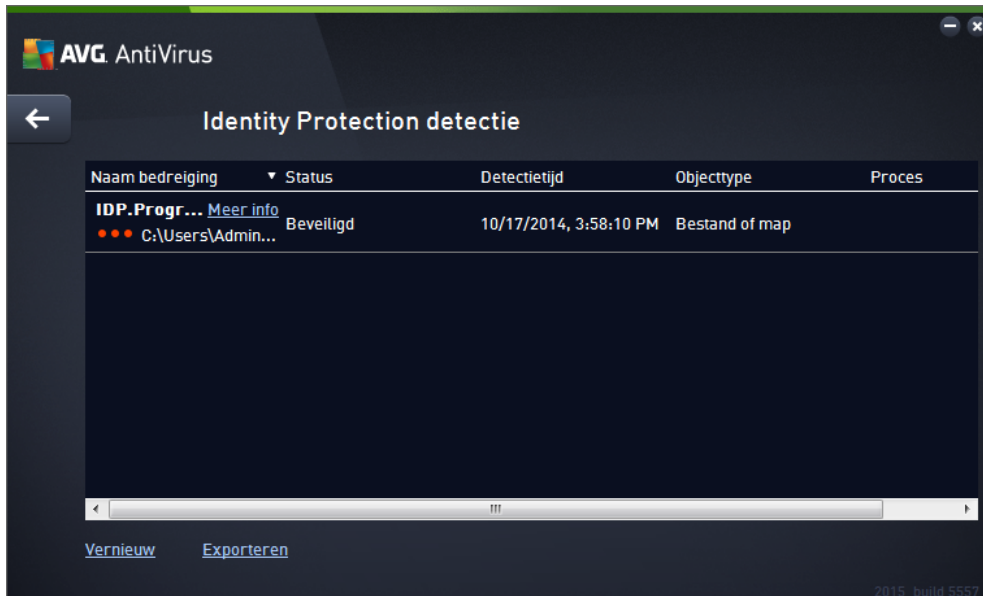 AVG. AntiVirus
Identity Protection detectie
Naam bedreiging Status Detectietijd Objecttype Proces
IDP.Progr... Meer info
Beveiligd 10/17/2014, 3:58:10 PM Bestand of map
C:\Users\Admin...
Vernieuw Exporteren
2015 build 5557